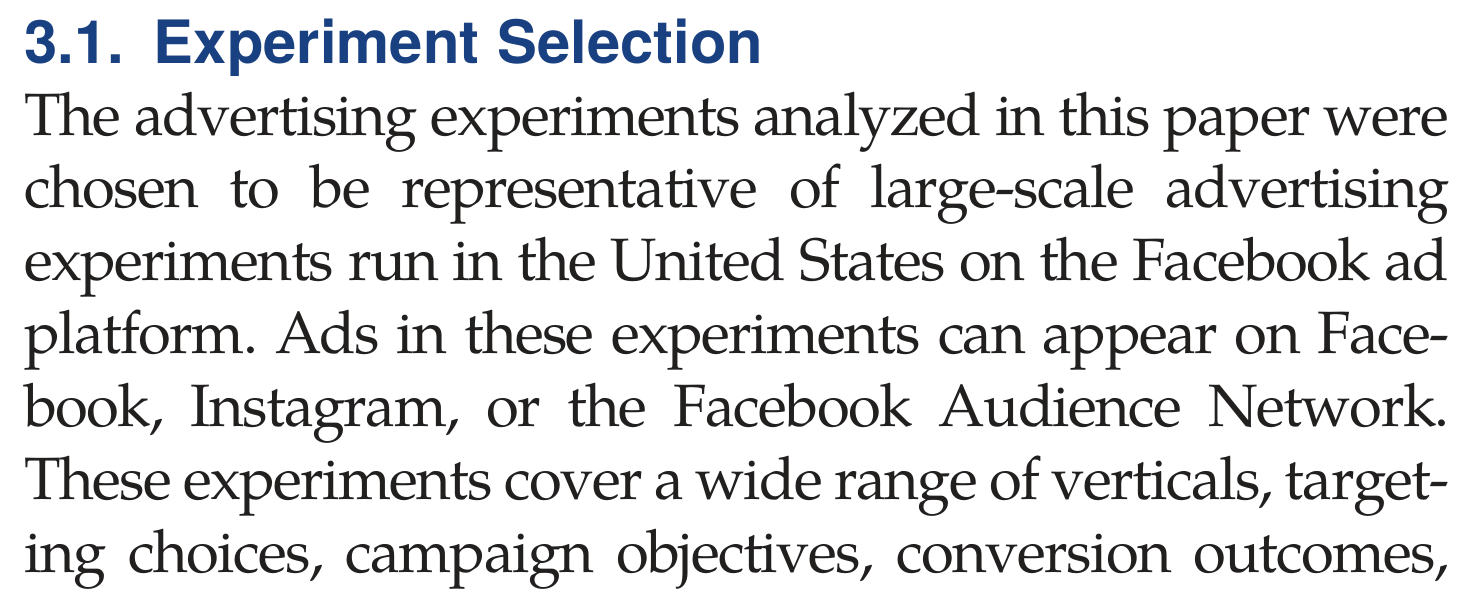 3.1. Experiment Selection
The advertising experiments analyzed in this paper were
chosen to be representative of large-scale advertising
experiments run in the United States on the Facebook ad
platform. Ads in these experiments can appear on Face-
book, Instagram, or the Facebook Audience Network.
These experiments cover a wide range of verticals, target-
ing choices, campaign objectives, conversion outcomes,